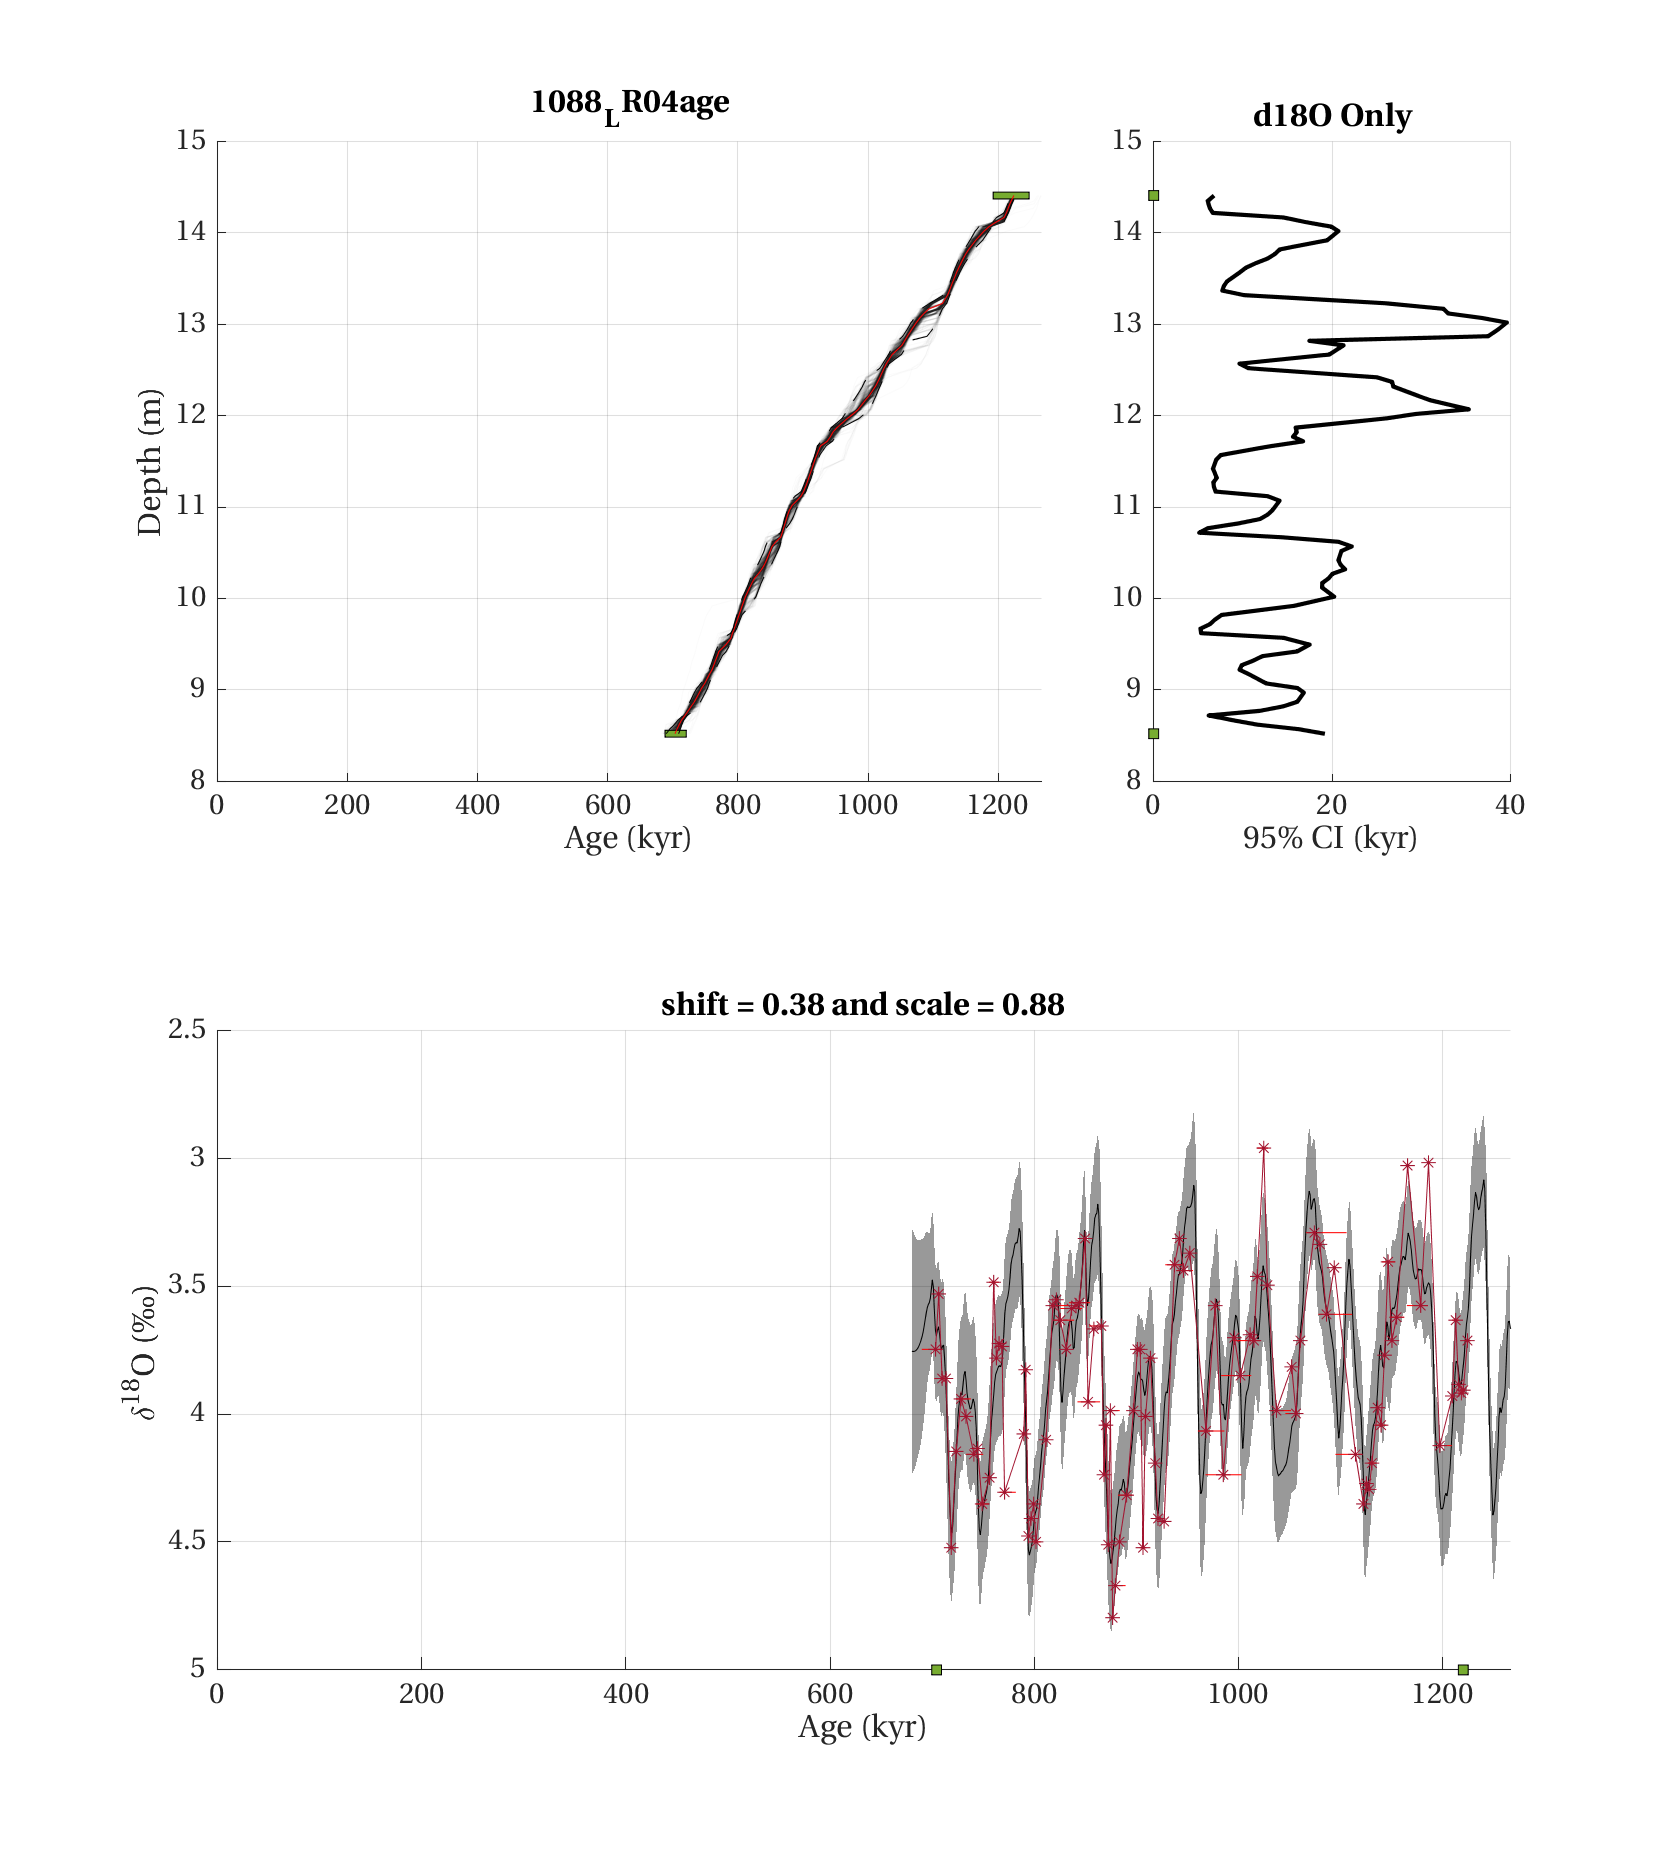 1088LR04age
d18O Only
15
14
13
12
11
10
9
8
Depth (m)
0 200 400 600 800 1000 1200
Age (kyr)
15
14
13
12
11
10
9
8
0 20 40
95% CI (kyr)
shift = 0.38 and scale = 0.88
2.5
3
3.5
4
4.5
5
δ18O (‰)
0 200 400 600 800 1000 1200
Age (kyr)